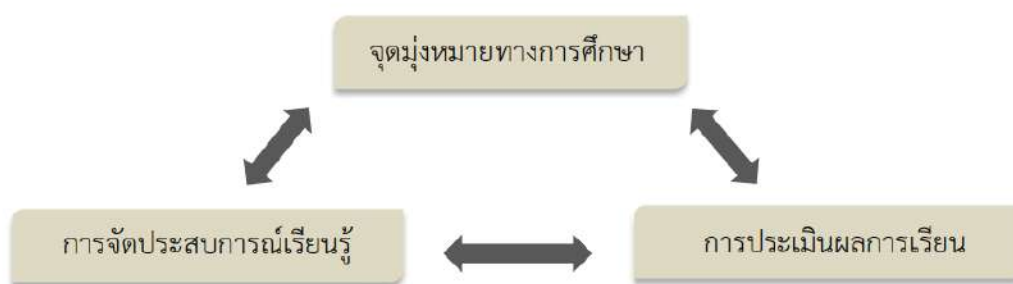 จุดมุ่งหมายทางการศึกษา
การจัดประสบการณ์เรียนรู้
การประเมินผลการเรียน